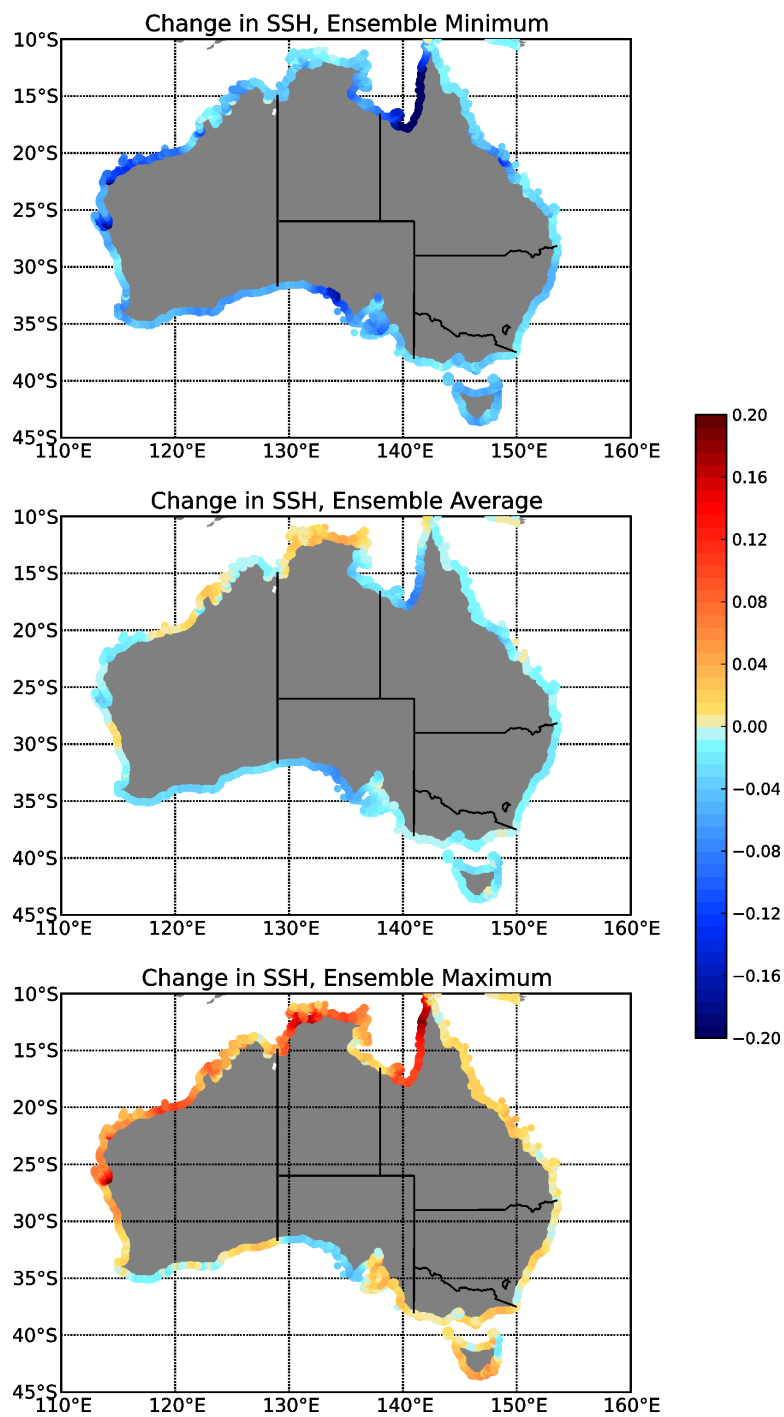 Change in SSH, Ensemble Minimum
10°S
15°S
20°S
25°S
30°S
35°S
40°S
45°S
110°E 120°E 130°E 140°E 150°E 160°E
Change in SSH, Ensemble Average
10°S
15°S
20°S
25°S
30°S
35°S
40°S
45°S
110°E 120°E 130°E 140°E 150°E 160°E
Change in SSH, Ensemble Maximum
10°S
15°S
20°S
25°S
30°S
35°S
40°S
45°S
110°E 120°E 130°E 140°E 150°E 160°E
0.20
0.16
0.12
0.08
0.04
0.00
−0.04
−0.08
−0.12
−0.16
−0.20